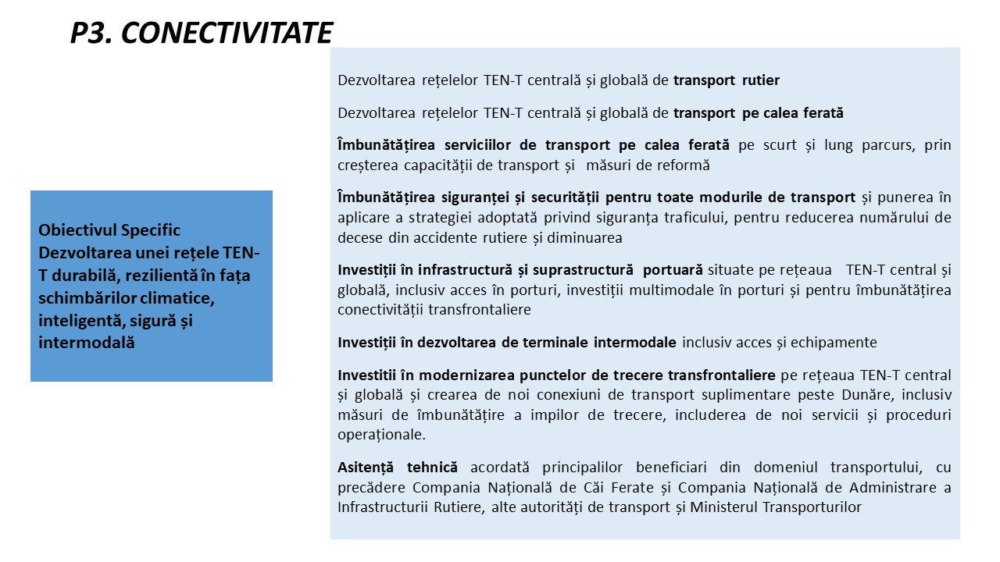 P3. CONECTIVITATE
Obiectivul Specific
Dezvoltarea unei rețele TEN-
T durabilă, rezilientă în fața
schimbărilor climatice,
inteligentă, sigură și
intermodală
Dezvoltarea rețelelor TEN-T centrală și globală de transport rutier
Dezvoltarea rețelelor TEN-T centrală și globală de transport pe calea ferată
Îmbunătățirea serviciilor de transport pe calea ferată pe scurt și lung parcurs, prin
creșterea capacității de transport și măsuri de reformă
Îmbunătățirea siguranței și securității pentru toate modurile de transport și punerea în
aplicare a strategiei adoptată privind siguranța traficului, pentru reducerea numărului de
decese din accidente rutiere și diminuarea
Investiții în infrastructură și suprastructură portuară situate pe rețeaua TEN-T central și
globală, inclusiv acces în porturi, investiții multimodale în porturi și pentru îmbunătățirea
conectivității transfrontaliere
Investiții în dezvoltarea de terminale intermodale inclusiv acces și echipamente
Investitii în modernizarea punctelor de trecere transfrontaliere pe rețeaua TEN-T central
și globală și crearea de noi conexiuni de transport suplimentare peste Dunăre, inclusiv
măsuri de îmbunătățire a impilor de trecere, includerea de noi servicii și proceduri
operaționale.
Asitență tehnică acordată principalilor beneficiari din domeniul transportului, cu
precădere Compania Națională de Căi Ferate și Compania Națională de Administrare a
Infrastructurii Rutiere, alte autorități de transport și Ministerul Transporturilor